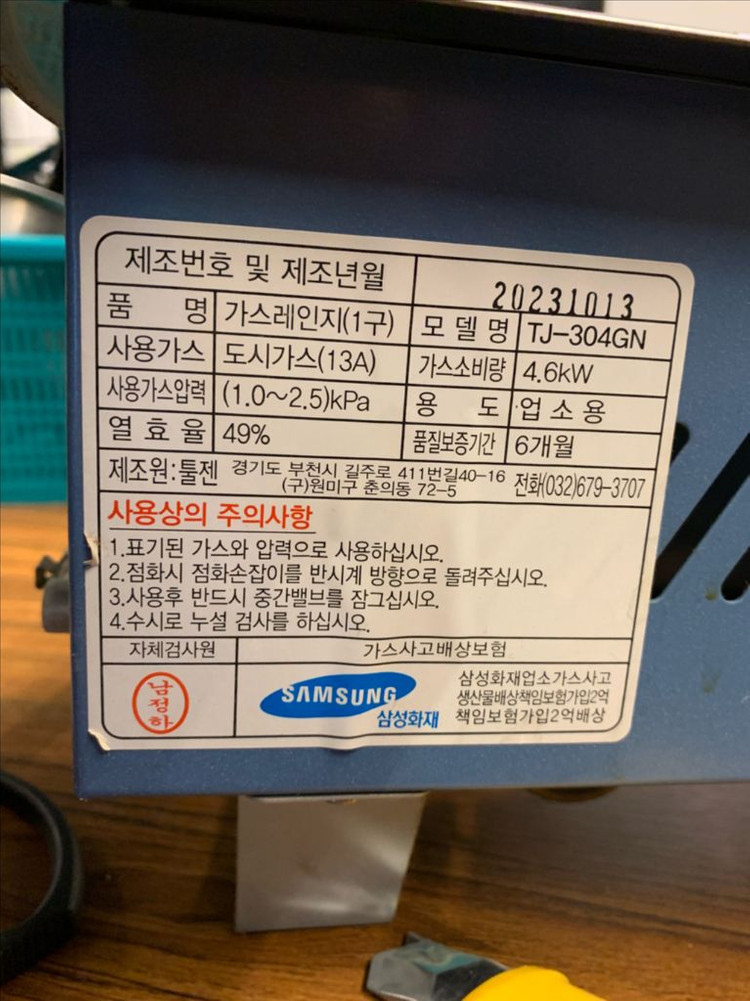 제조번호 및 제조년월 20231013
품 명 가스레인지(1구) 모델명 TJ-304GN
사용가스 도시가스(13A) 가스소비량 4.6kW
사용가스압력 (1.0~2.5)kPa 용 도 업소용
열효율 49% 품질보증기간 6개월
제조원:툴젠 경기도 부천시 길주로 411번길40-16 전화(032)679-3707
(구)원미구 춘의동 72-5
사용상의 주의사항
1.표기된 가스와 압력으로 사용하십시오.
2.점화시 점화손잡이를 반시계 방향으로 돌려주십시오.
3.사용후 반드시 중간밸브를 잠그십시오.
4.수시로 누설 검사를 하십시오.
자체검사원 가스사고배상보험
남정하
SAMSUNG
삼성화재
삼성화재업소가스사고
생산물배상책임보험가입2억
책임보험가입2억배상